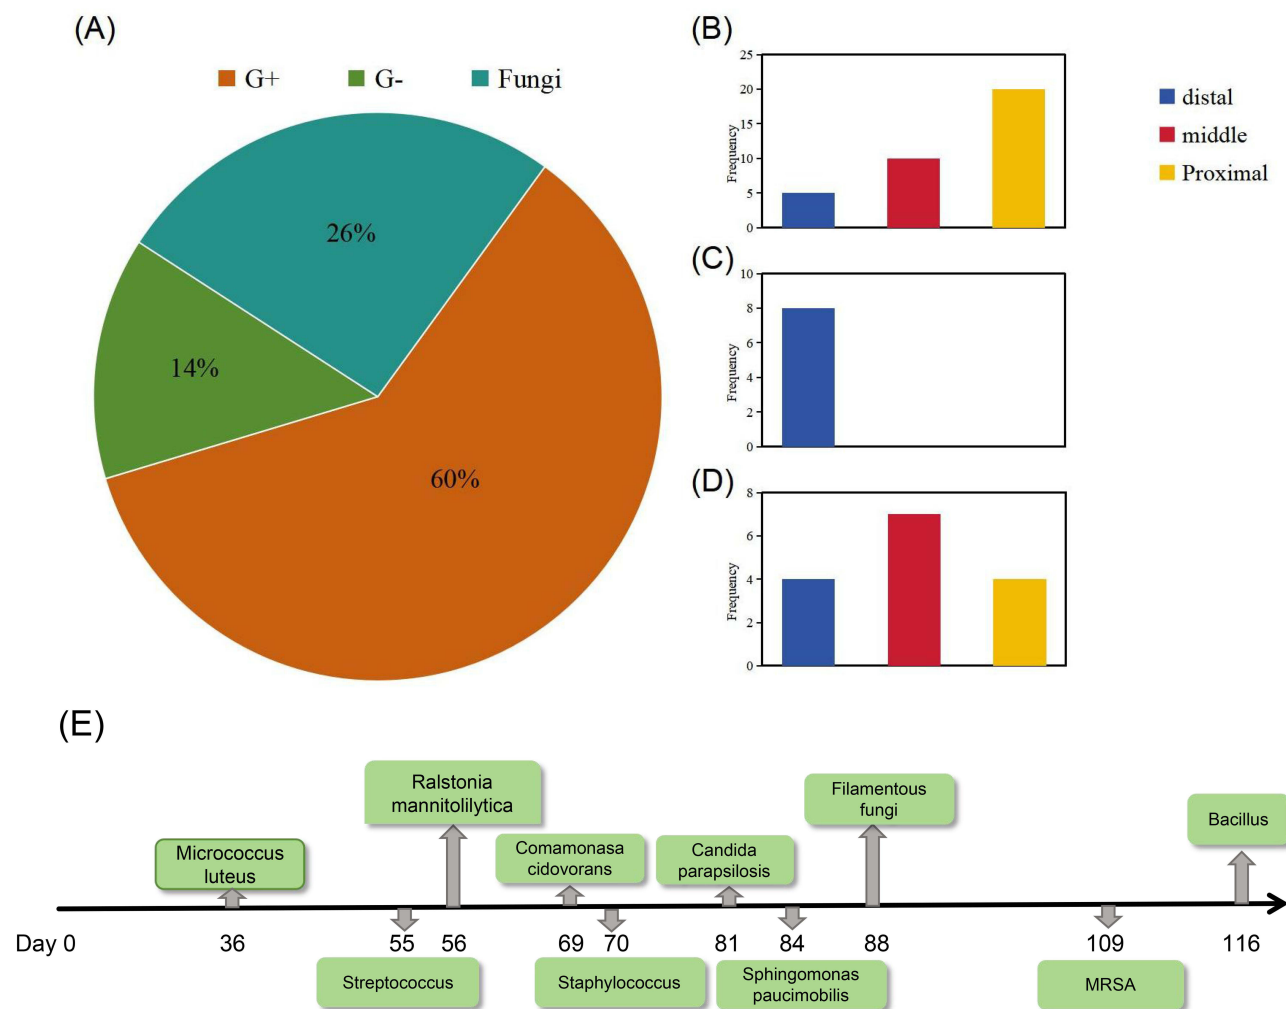 (A)
G+ G- Fungi
26%
14%
60%
(B)
25
20
15
10
5
0
Frequency
distal
middle
Proximal
(C)
10
8
6
4
2
0
Frequency
(D)
8
6
4
2
0
Frequency
(E)
Ralstonia
mannitolilytica
Filamentous
fungi
Bacillus
Micrococcus
luteus
Comamonasa
cidovorans
Candida
parapsilosis
Day 0 36 55 56 69 70 81 84 88 109 116
Streptococcus
Staphylococcus
Sphingomonas
paucimobilis
MRSA